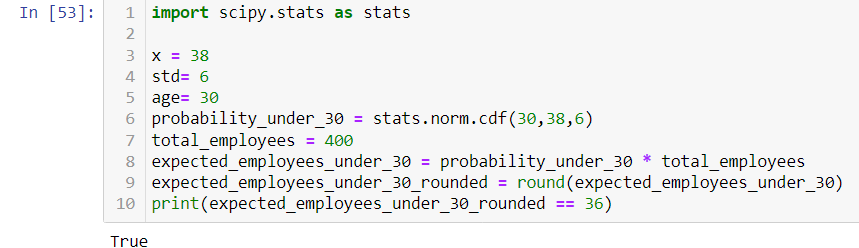 In [53]:
1 import scipy.stats as stats
2
3 x = 38
4 std= 6
5 age= 30
6 probability_under_30 = stats.norm.cdf(30,38,6)
7 total_employees = 400
8 expected_employees_under_30 = probability_under_30 * total_employees
9 expected_employees_under_30_rounded = round(expected_employees_under_30)
10 print(expected_employees_under_30_rounded == 36)
True